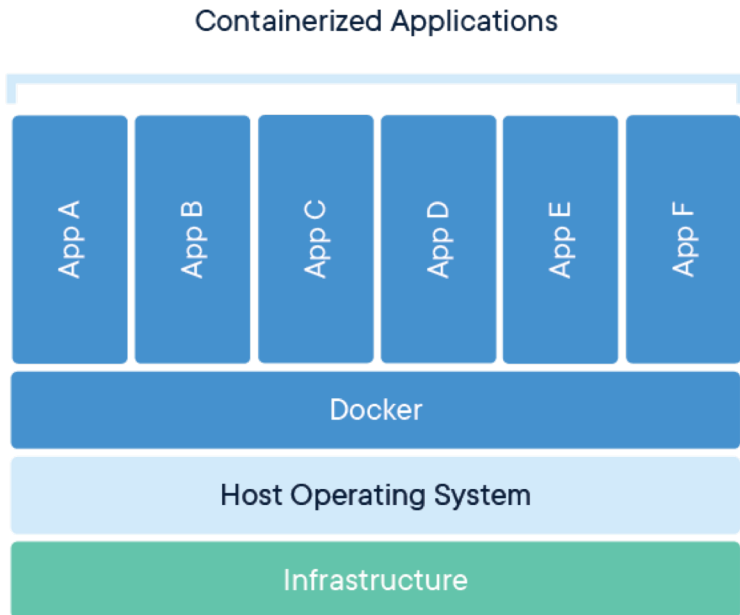 Containerized Applications
App A
App B
App C
App D
App E
App F
Docker
Host Operating System
Infrastructure